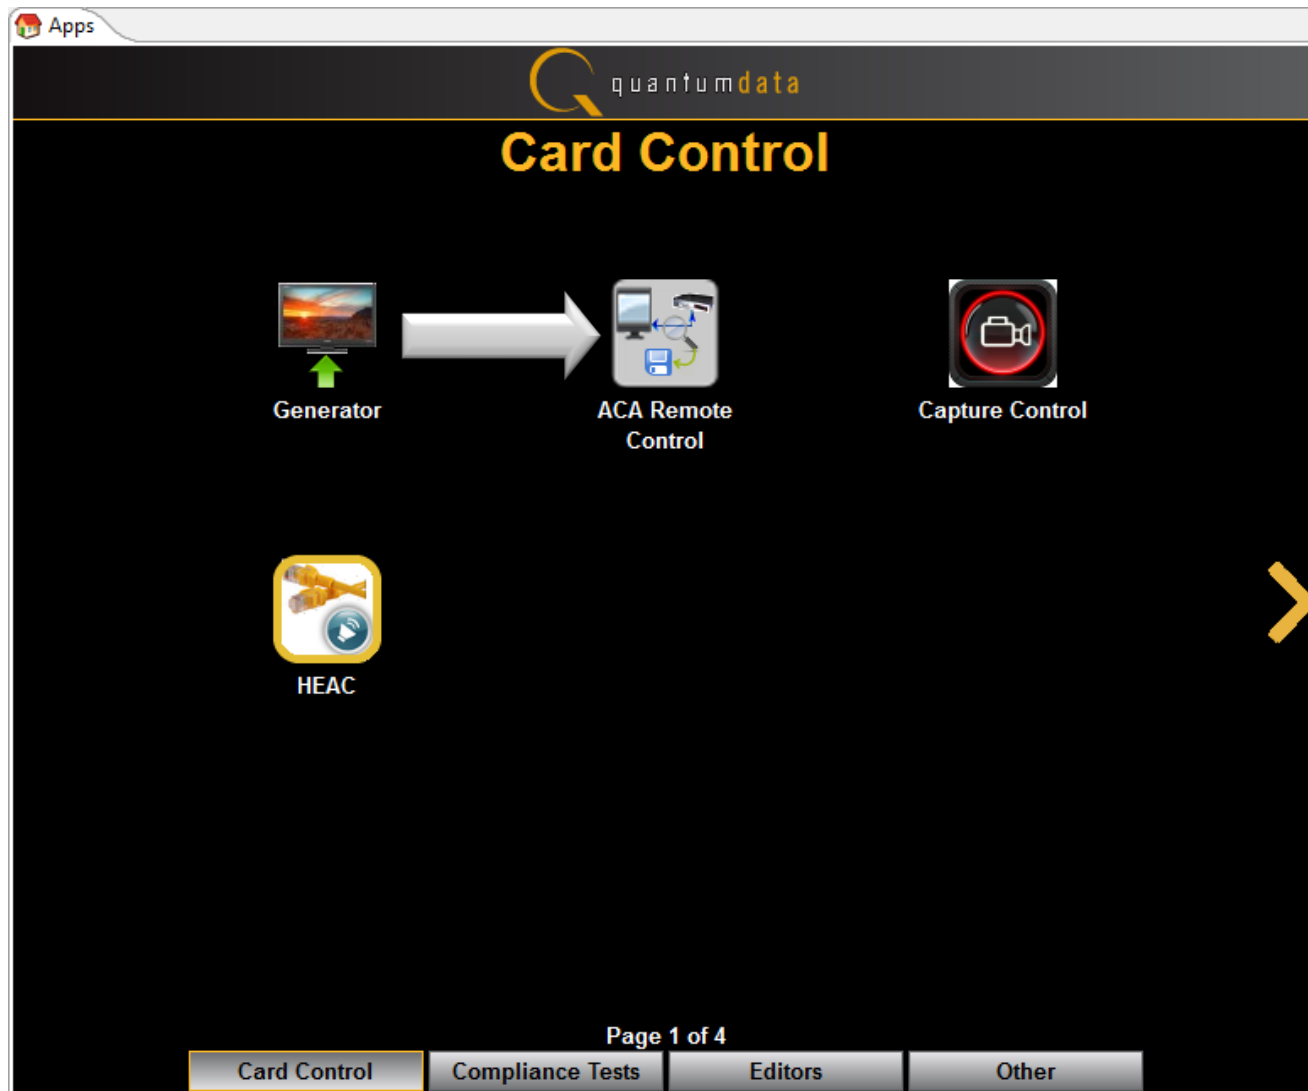 Apps
quantumdata
Card Control
Generator
ACA Remote
Control
Capture Control
HEAC
Page 1 of 4
Card Control
Compliance Tests
Editors
Other